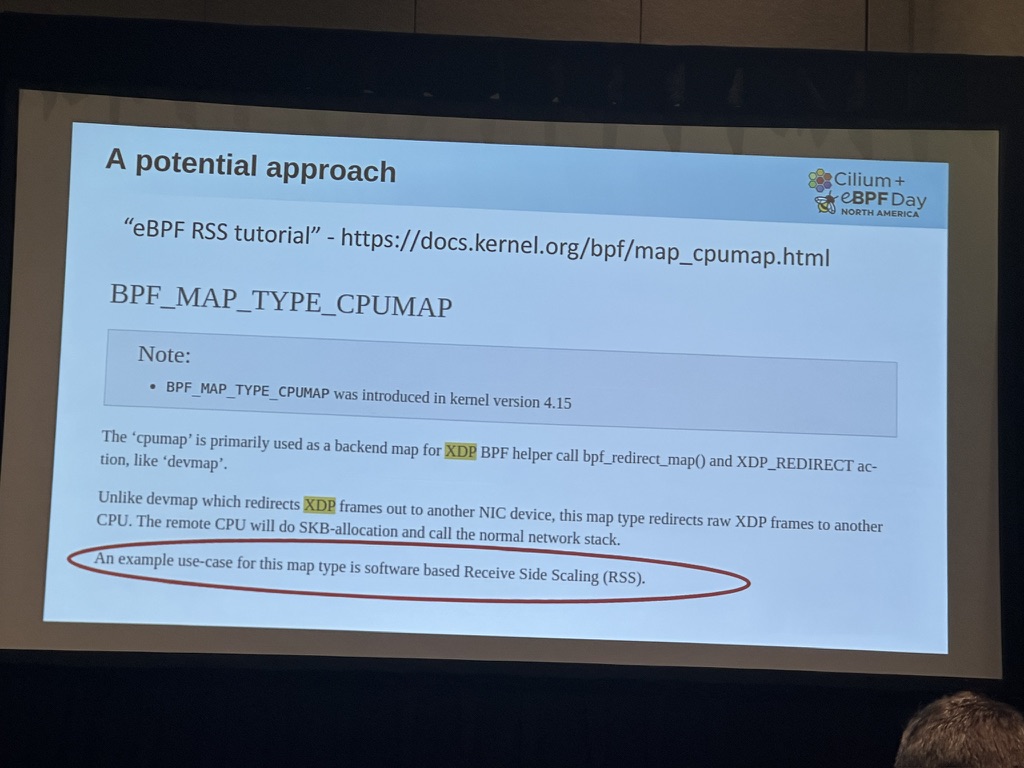 A potential approach
Cilium +
eBPF Day
NORTH AMERICA
“eBPF RSS tutorial” - https://docs.kernel.org/bpf/map_cpumap.html
BPF_MAP_TYPE_CPUMAP
Note:
• BPF_MAP_TYPE_CPUMAP was introduced in kernel version 4.15
The ‘cpumap’ is primarily used as a backend map for XDP BPF helper call bpf_redirect_map() and XDP_REDIRECT ac-
tion, like ‘devmap’.
Unlike devmap which redirects XDP frames out to another NIC device, this map type redirects raw XDP frames to another
CPU. The remote CPU will do SKB-allocation and call the normal network stack.
An example use-case for this map type is software based Receive Side Scaling (RSS).